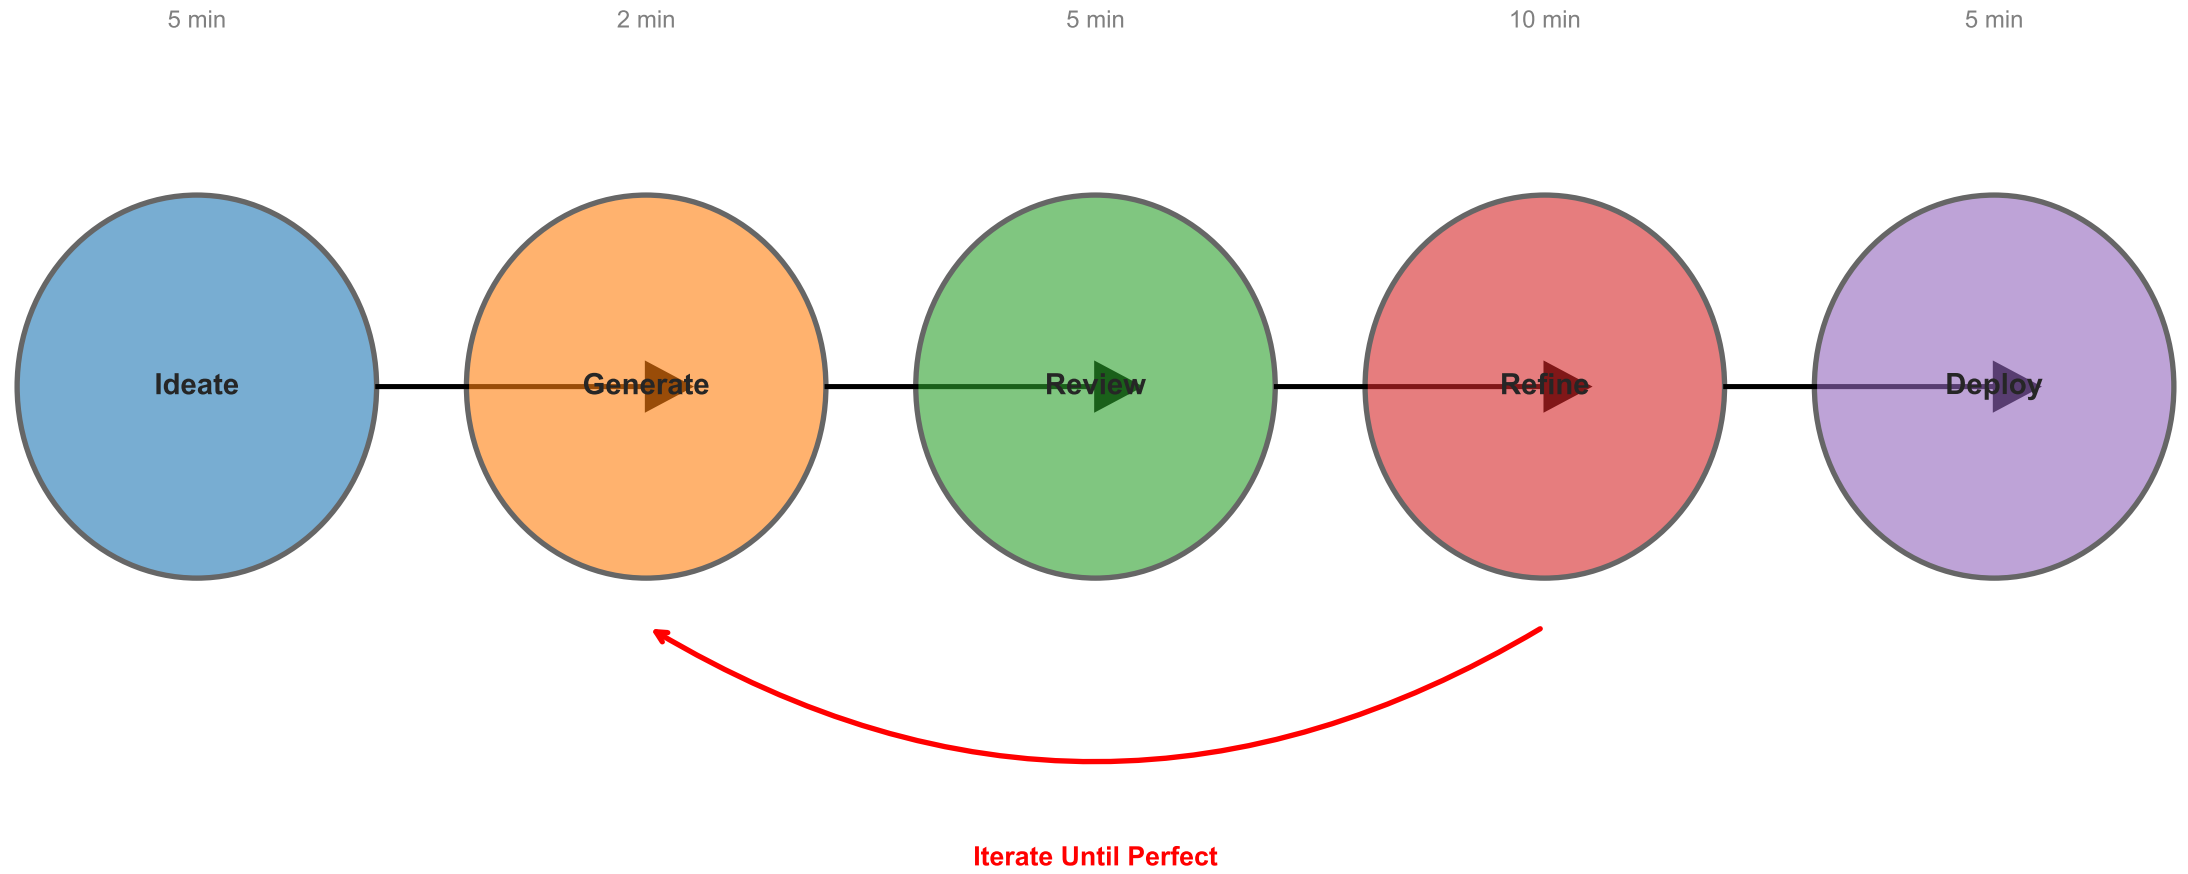 5 min
2 min
5 min
10 min
5 min
Ideate
Generate
Review
Refine
Deploy
Iterate Until Perfect